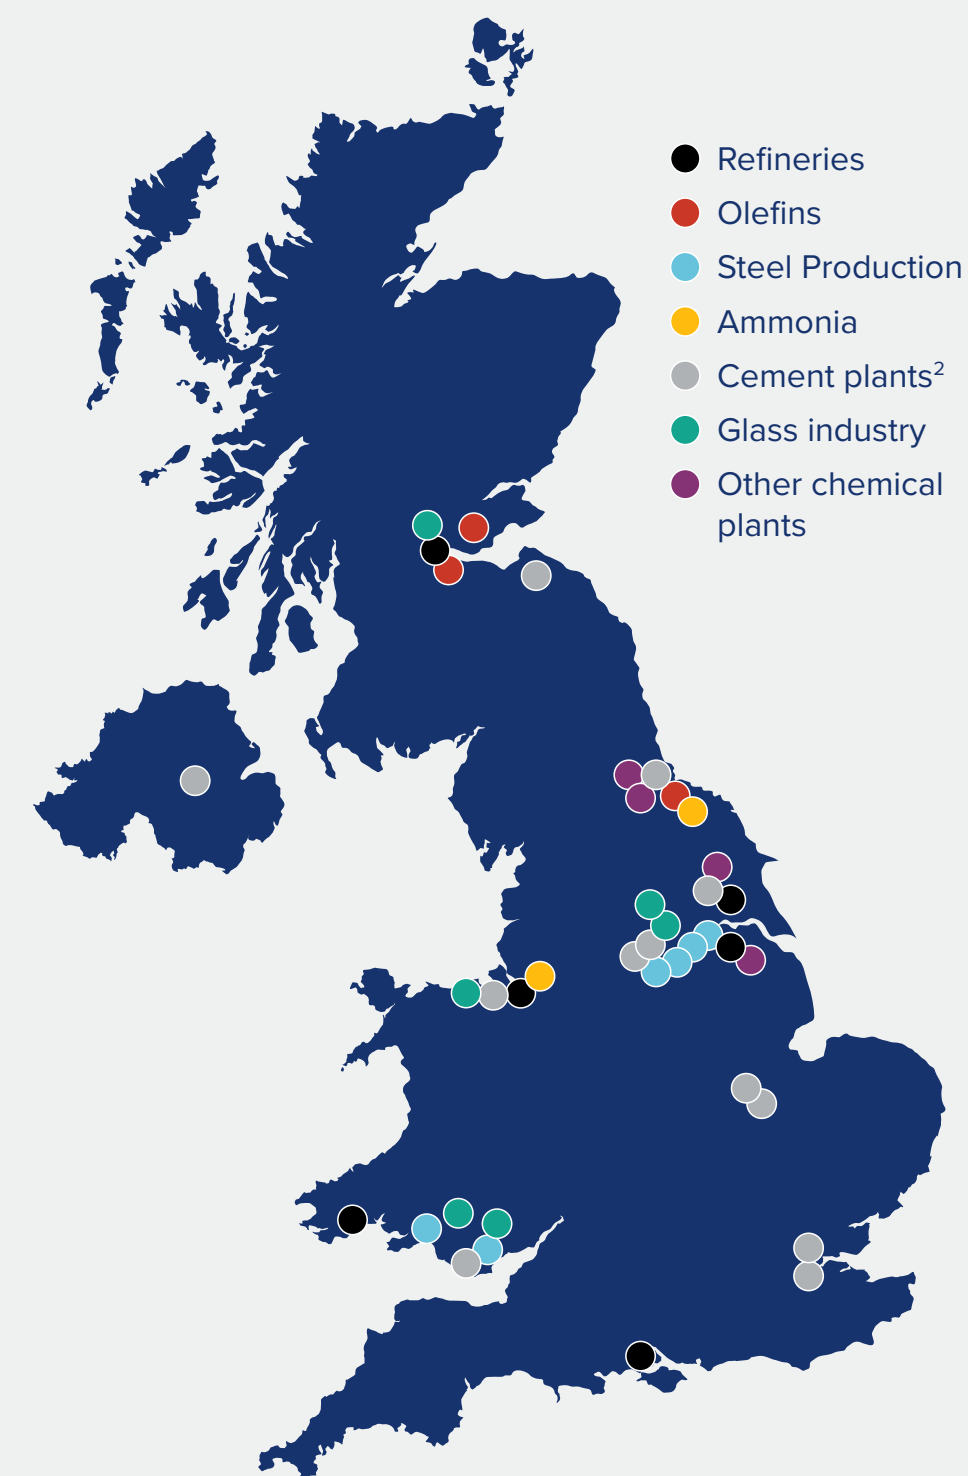 Refineries
Olefins
Steel Production
Ammonia
Cement plants²
Glass industry
Other chemical
plants